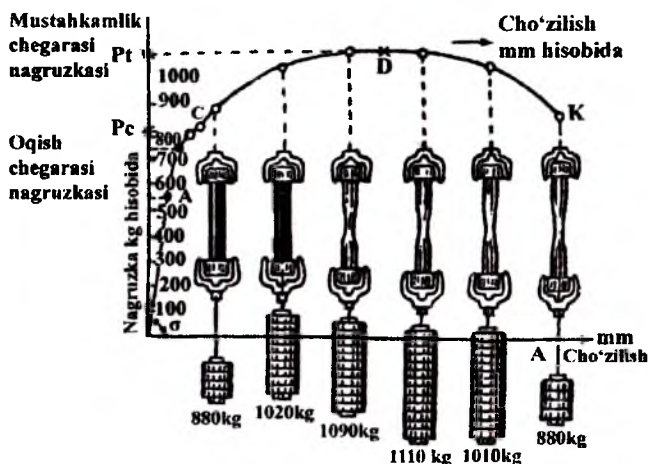 Mustahkamlik
chegarasi
nagruzkasi
Pt
Cho‘zilish
mm hisobida
D
K
C
Pc
Oqish
chegarasi
nagruzkasi
A
Nagruzka kg hisobida
1000
900
800
700
600
500
400
300
200
100
σ
mm
A
Cho‘zilish
880kg
1020kg
1090kg
1110 kg
1010kg
880kg